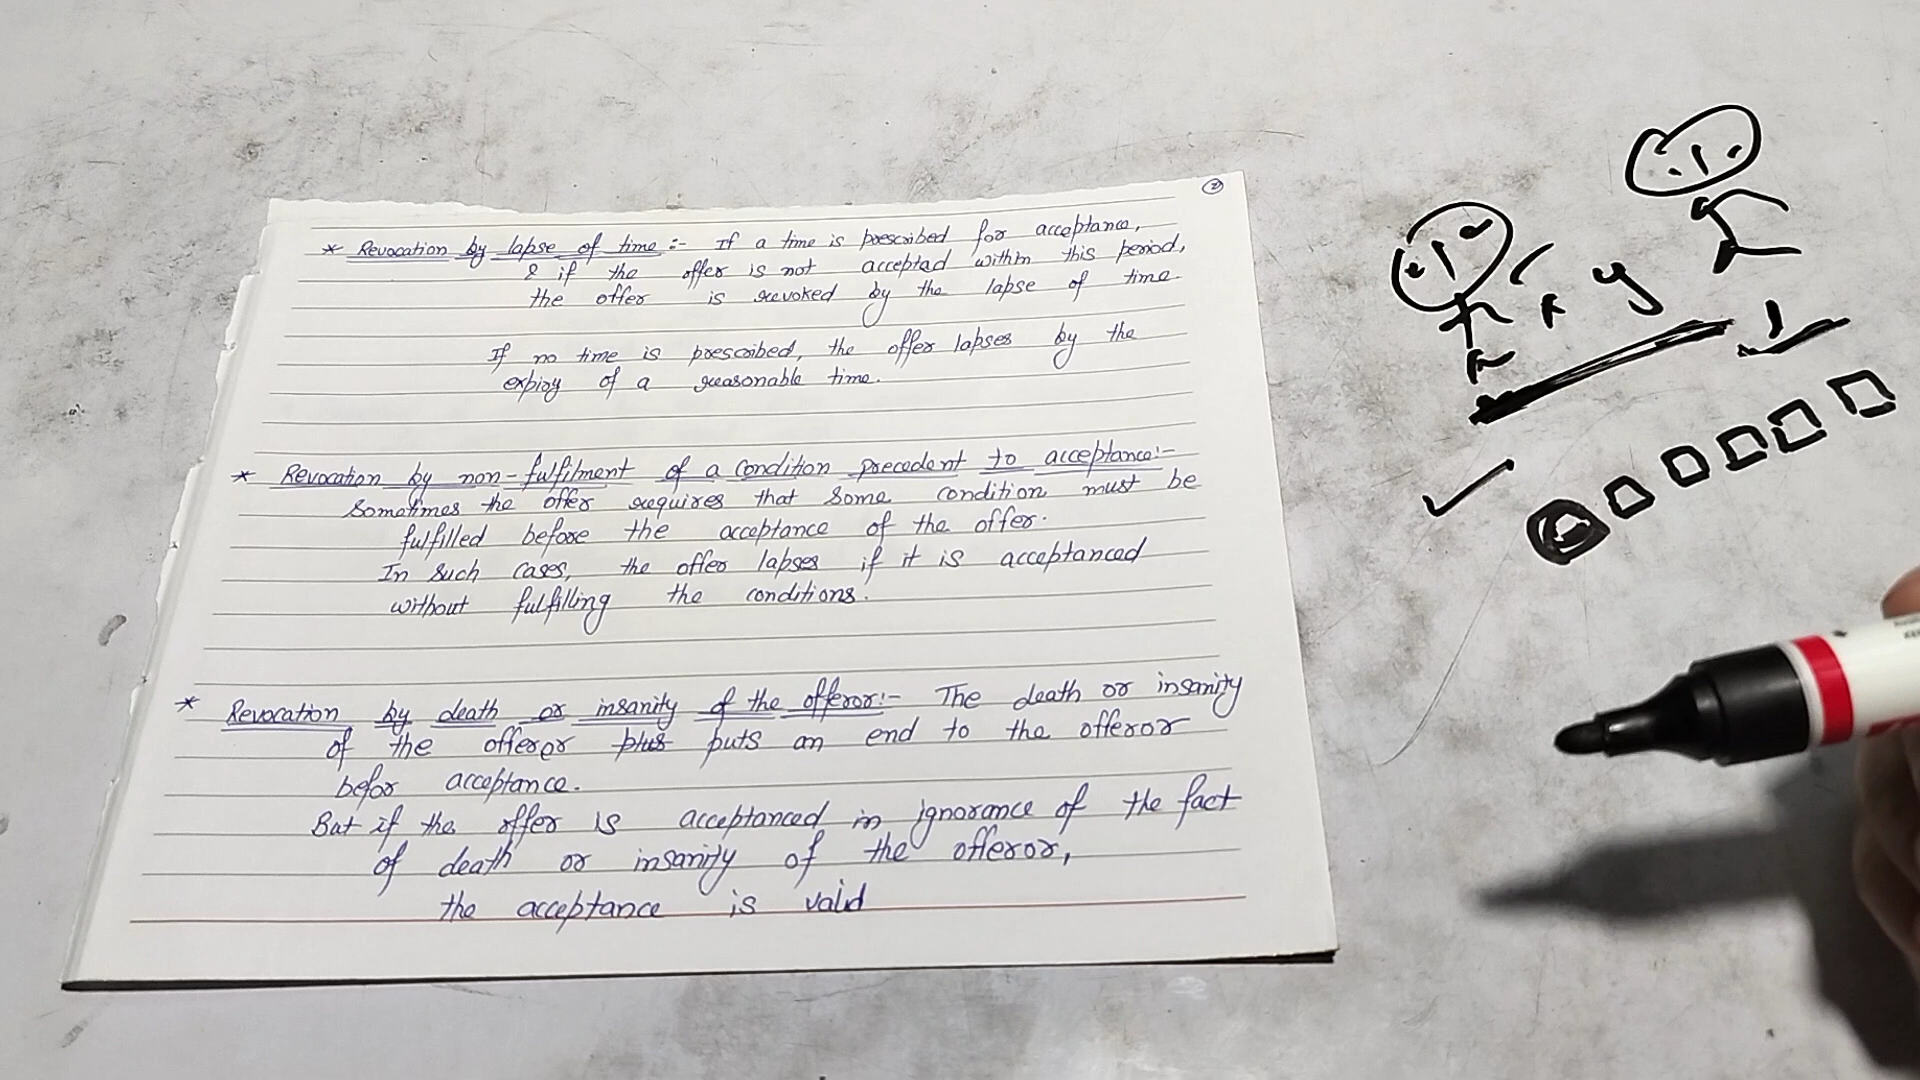 ②
* Revocation by lapse of time :- If a time is prescribed for acceptance,
& if the offer is not acceptad within this period,
the offer is revoked by the lapse of time.
If no time is prescribed, the offer lapses by the
expiry of a reasonable time.
* Revocation by non-fulfilment of a condition precedent to acceptance:-
Sometimes the offer requires that some condition must be
fulfilled before the acceptance of the offer.
In such cases, the offer lapses if it is acceptanced
without fulfilling the conditions.
* Revocation by death or insanity of the offeror:- The death or insanity
of the offeror plus puts an end to the offeror
befor acceptance.
But if the offer is acceptanced in ignorance of the fact
of death or insanity of the offeror,
the acceptance is valid
y